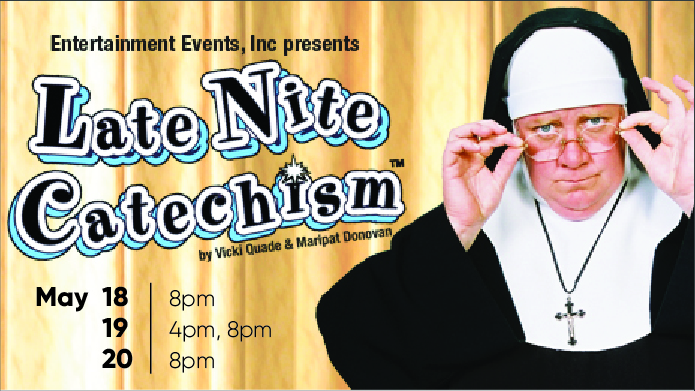 Entertainment Events, Inc presents
Late Nite
Catechism™
by Vicki Quade & Maripat Donovan
May 18 8pm
19 4pm, 8pm
20 8pm